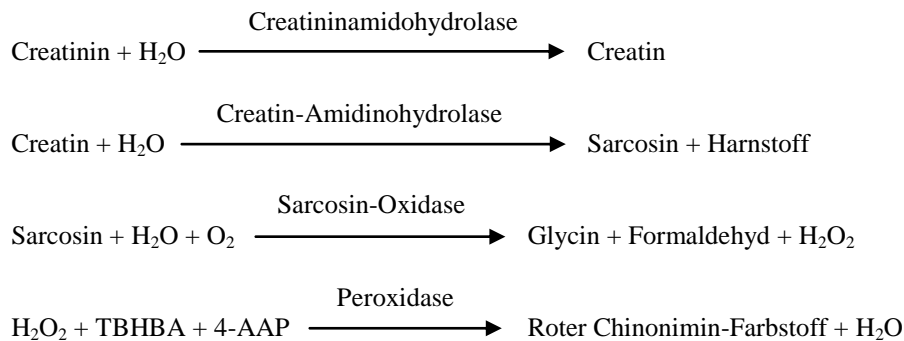 Creatininamidohydrolase
Creatinin + H₂O Creatin
Creatin-Amidinohydrolase
Creatin + H₂O Sarcosin + Harnstoff
Sarcosin-Oxidase
Sarcosin + H₂O + O₂ Glycin + Formaldehyd + H₂O₂
Peroxidase
H₂O₂ + TBHBA + 4-AAP Roter Chinonimin-Farbstoff + H₂O